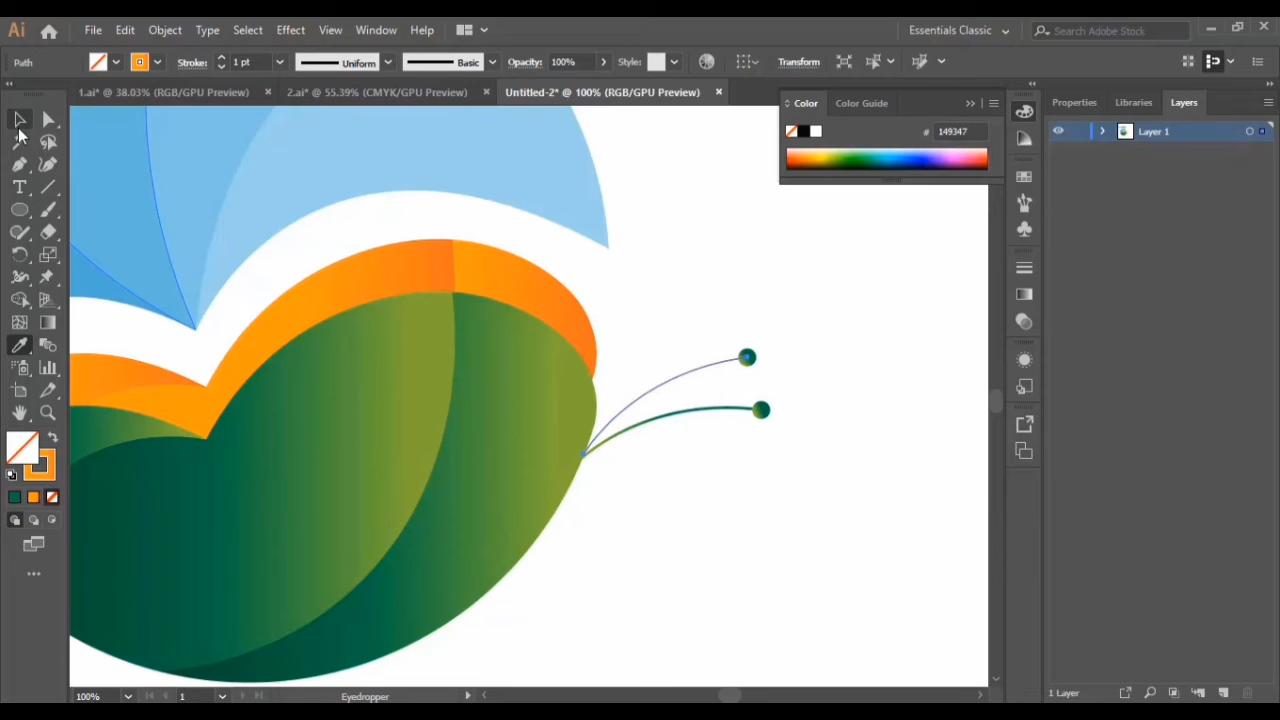 Ai File Edit Object Type Select Effect View Window Help Essentials Classic Search Adobe Stock
Path Stroke: 1 pt Uniform Basic Opacity: 100% Style: Transform
1.ai* @ 38.03% (RGB/GPU Preview) 2.ai* @ 55.39% (CMYK/GPU Preview) Untitled-2* @ 100% (RGB/GPU Preview)
Color Color Guide Properties Libraries Layers
# 149347
Layer 1
100% 1 Eyedropper 1 Layer